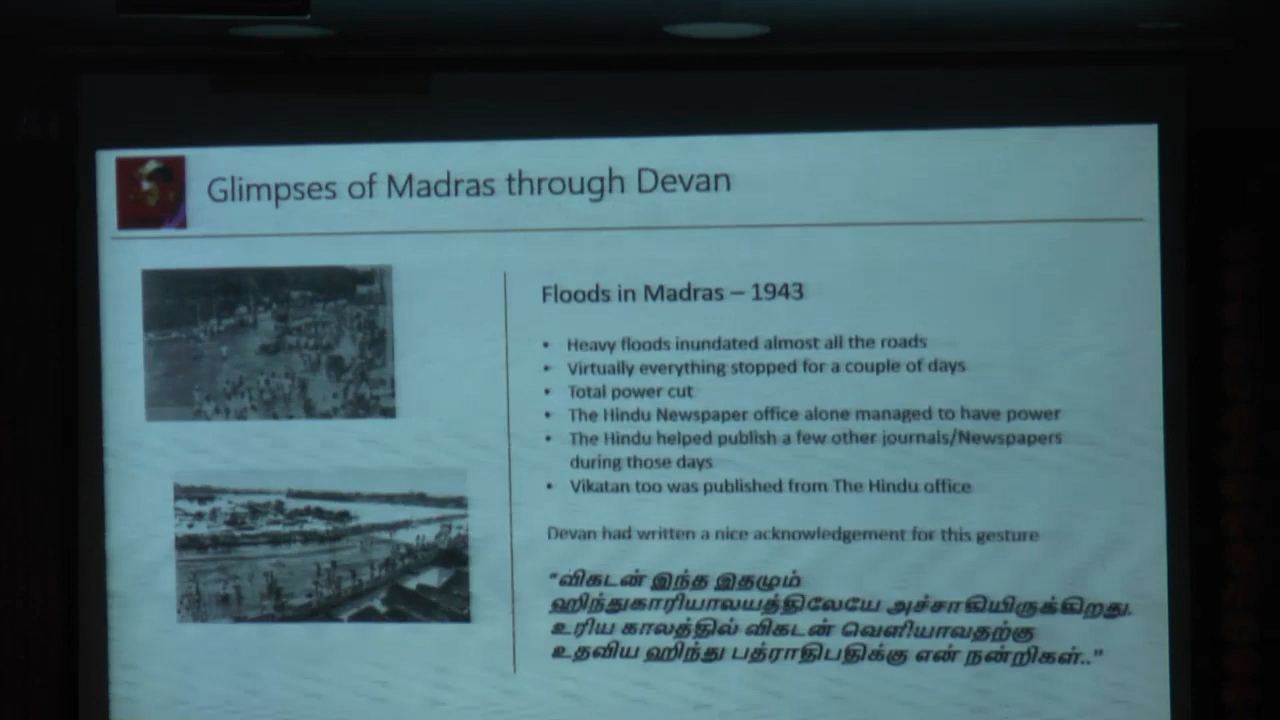 Glimpses of Madras through Devan
Floods in Madras – 1943
• Heavy floods inundated almost all the roads
• Virtually everything stopped for a couple of days
• Total power cut
• The Hindu Newspaper office alone managed to have power
• The Hindu helped publish a few other journals/Newspapers
during those days
• Vikatan too was published from The Hindu office
Devan had written a nice acknowledgement for this gesture
“விகடன் இந்த இதழும்
ஹிந்துகாரியாலயத்திலேயே அச்சாகியிருக்கிறது.
உரிய காலத்தில் விகடன் வெளியாவதற்கு
உதவிய ஹிந்து பத்ராதிபதிக்கு என் நன்றிகள்..”